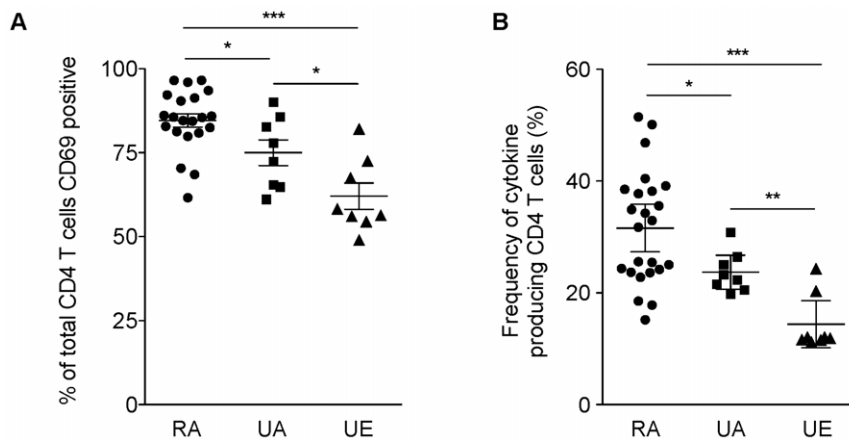 A
% of total CD4 T cells CD69 positive
100
75
50
25
0
***
*
*
RA
UA
UE
B
Frequency of cytokine
producing CD4 T cells (%)
60
40
20
0
***
*
**
RA
UA
UE